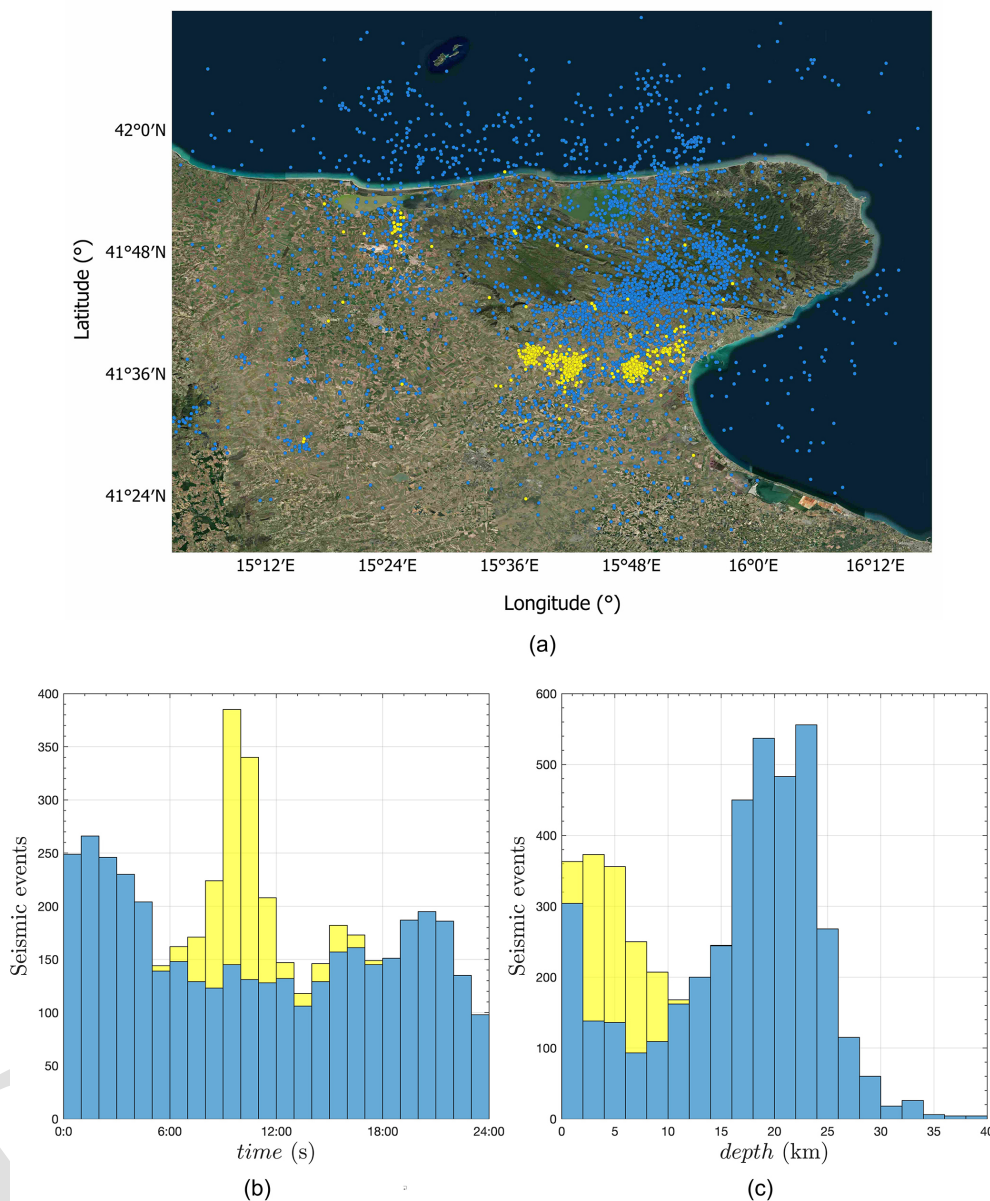 42°0′N
41°48′N
41°36′N
41°24′N
Latitude (°)
15°12′E 15°24′E 15°36′E 15°48′E 16°0′E 16°12′E
Longitude (°)
(a)
400
350
300
250
200
150
100
50
0
Seismic events
0:0 6:00 12:00 18:00 24:00
time (s)
(b)
600
500
400
300
200
100
0
Seismic events
0 5 10 15 20 25 30 35 40
depth (km)
(c)